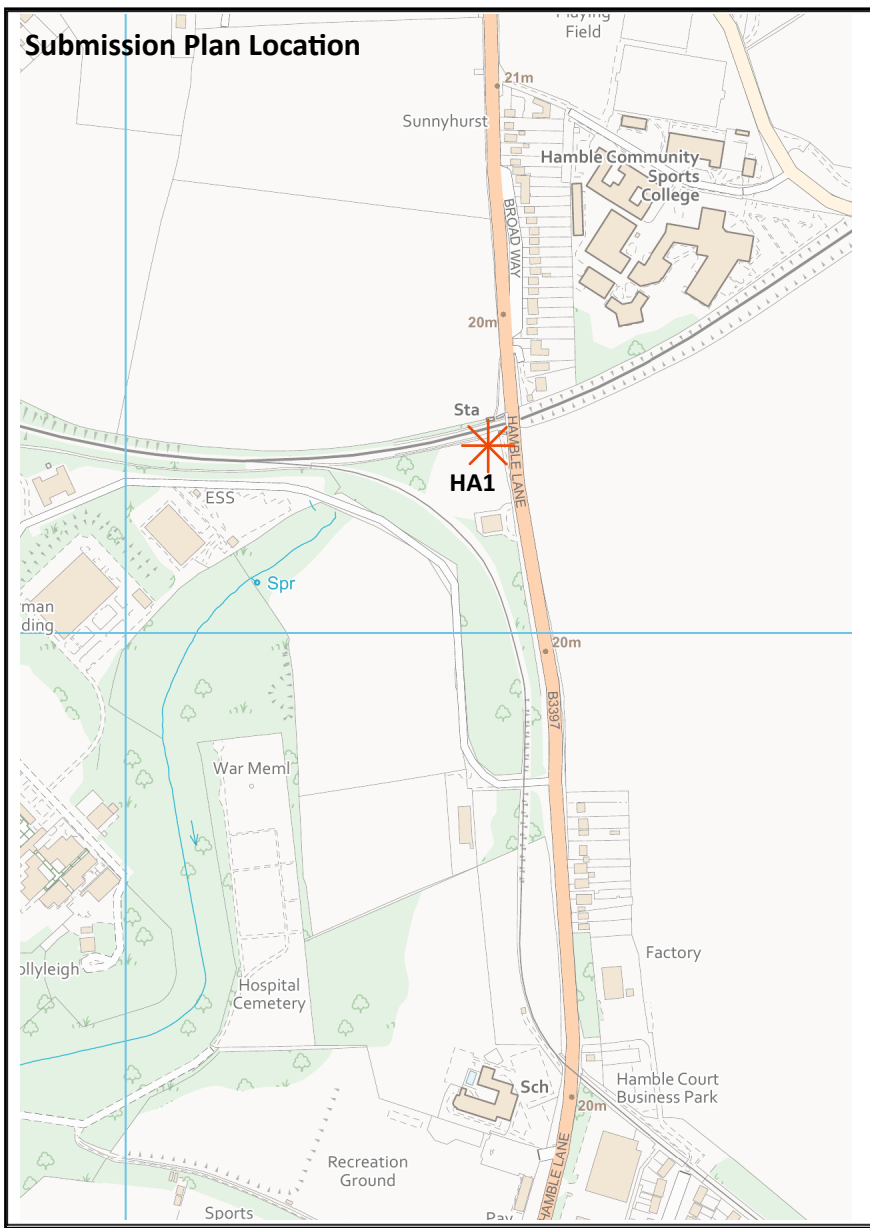 Submission Plan Location
Playing
Field
21m
Sunnyhurst
Hamble Community
Sports
College
BROAD WAY
20m
Sta
HAMBLE LANE
HA1
ESS
Spr
rman
ding
20m
B3397
War Meml
Factory
ollyleigh
Hospital
Cemetery
Hamble Court
Business Park
Sch
20m
HAMBLE LANE
Recreation
Ground
Sports
Pav